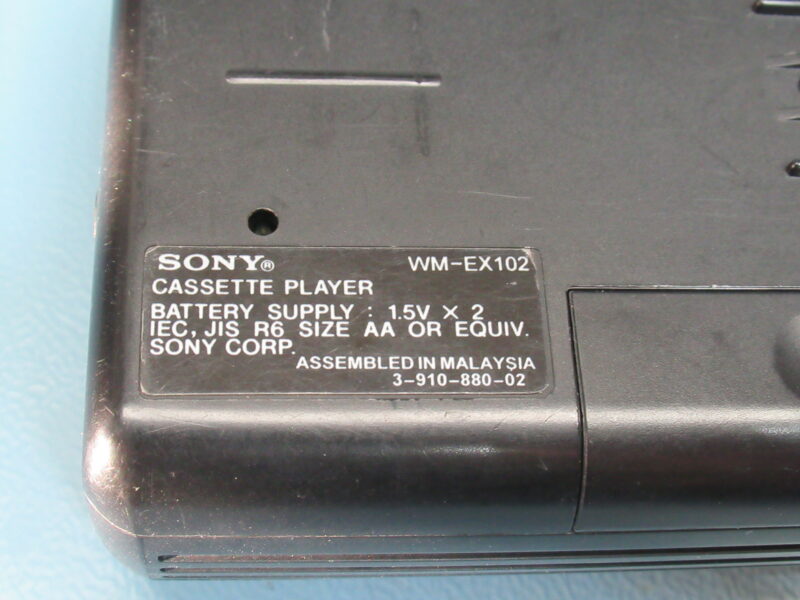 SONY® WM-EX102
CASSETTE PLAYER
BATTERY SUPPLY : 1.5V × 2
IEC, JIS R6 SIZE AA OR EQUIV.
SONY CORP.
ASSEMBLED IN MALAYSIA
3-910-880-02